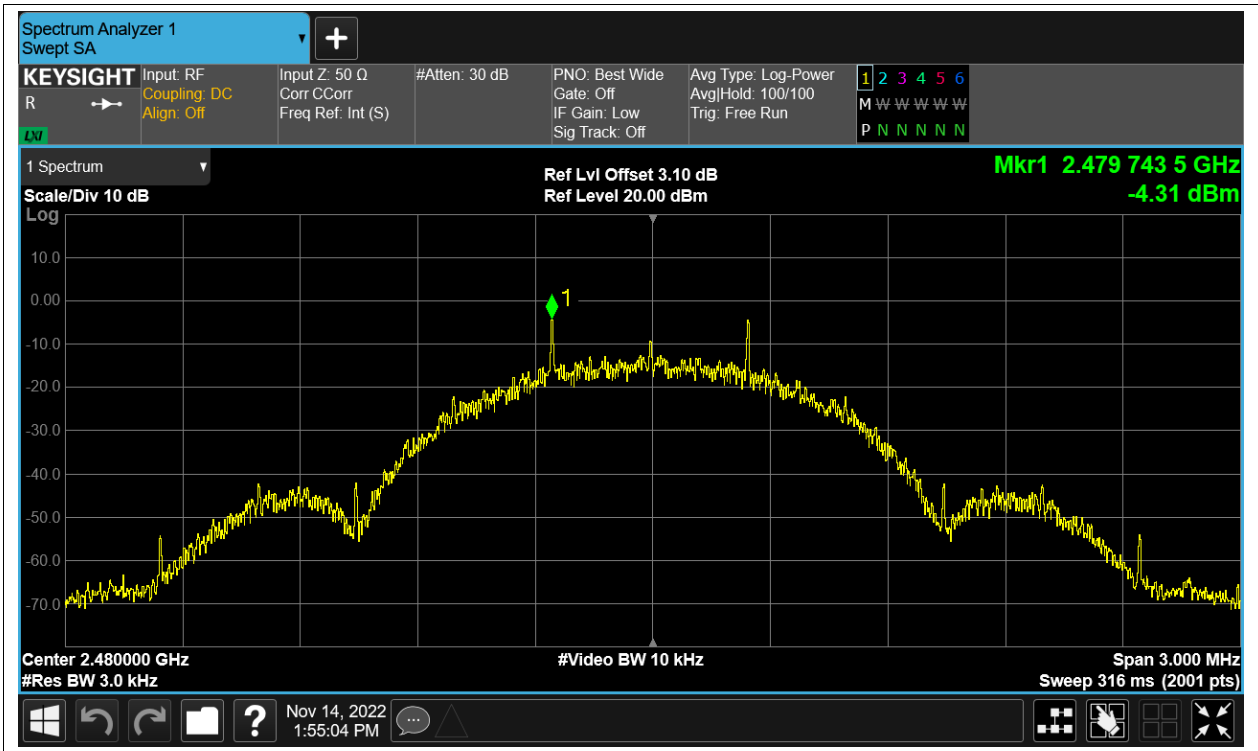 Spectrum Analyzer 1
Swept SA
KEYSIGHT
R
LXI
Input: RF
Coupling: DC
Align: Off
Input Z: 50 Ω
Corr CCorr
Freq Ref: Int (S)
#Atten: 30 dB
PNO: Best Wide
Gate: Off
IF Gain: Low
Sig Track: Off
Avg Type: Log-Power
Avg|Hold: 100/100
Trig: Free Run
1 2 3 4 5 6
M W W W W W
P N N N N N
1 Spectrum
Scale/Div 10 dB
Ref Lvl Offset 3.10 dB
Ref Level 20.00 dBm
Mkr1 2.479 743 5 GHz
-4.31 dBm
Log
10.0
0.00
1
-10.0
-20.0
-30.0
-40.0
-50.0
-60.0
-70.0
Center 2.480000 GHz
#Video BW 10 kHz
Span 3.000 MHz
#Res BW 3.0 kHz
Sweep 316 ms (2001 pts)
?
Nov 14, 2022
1:55:04 PM